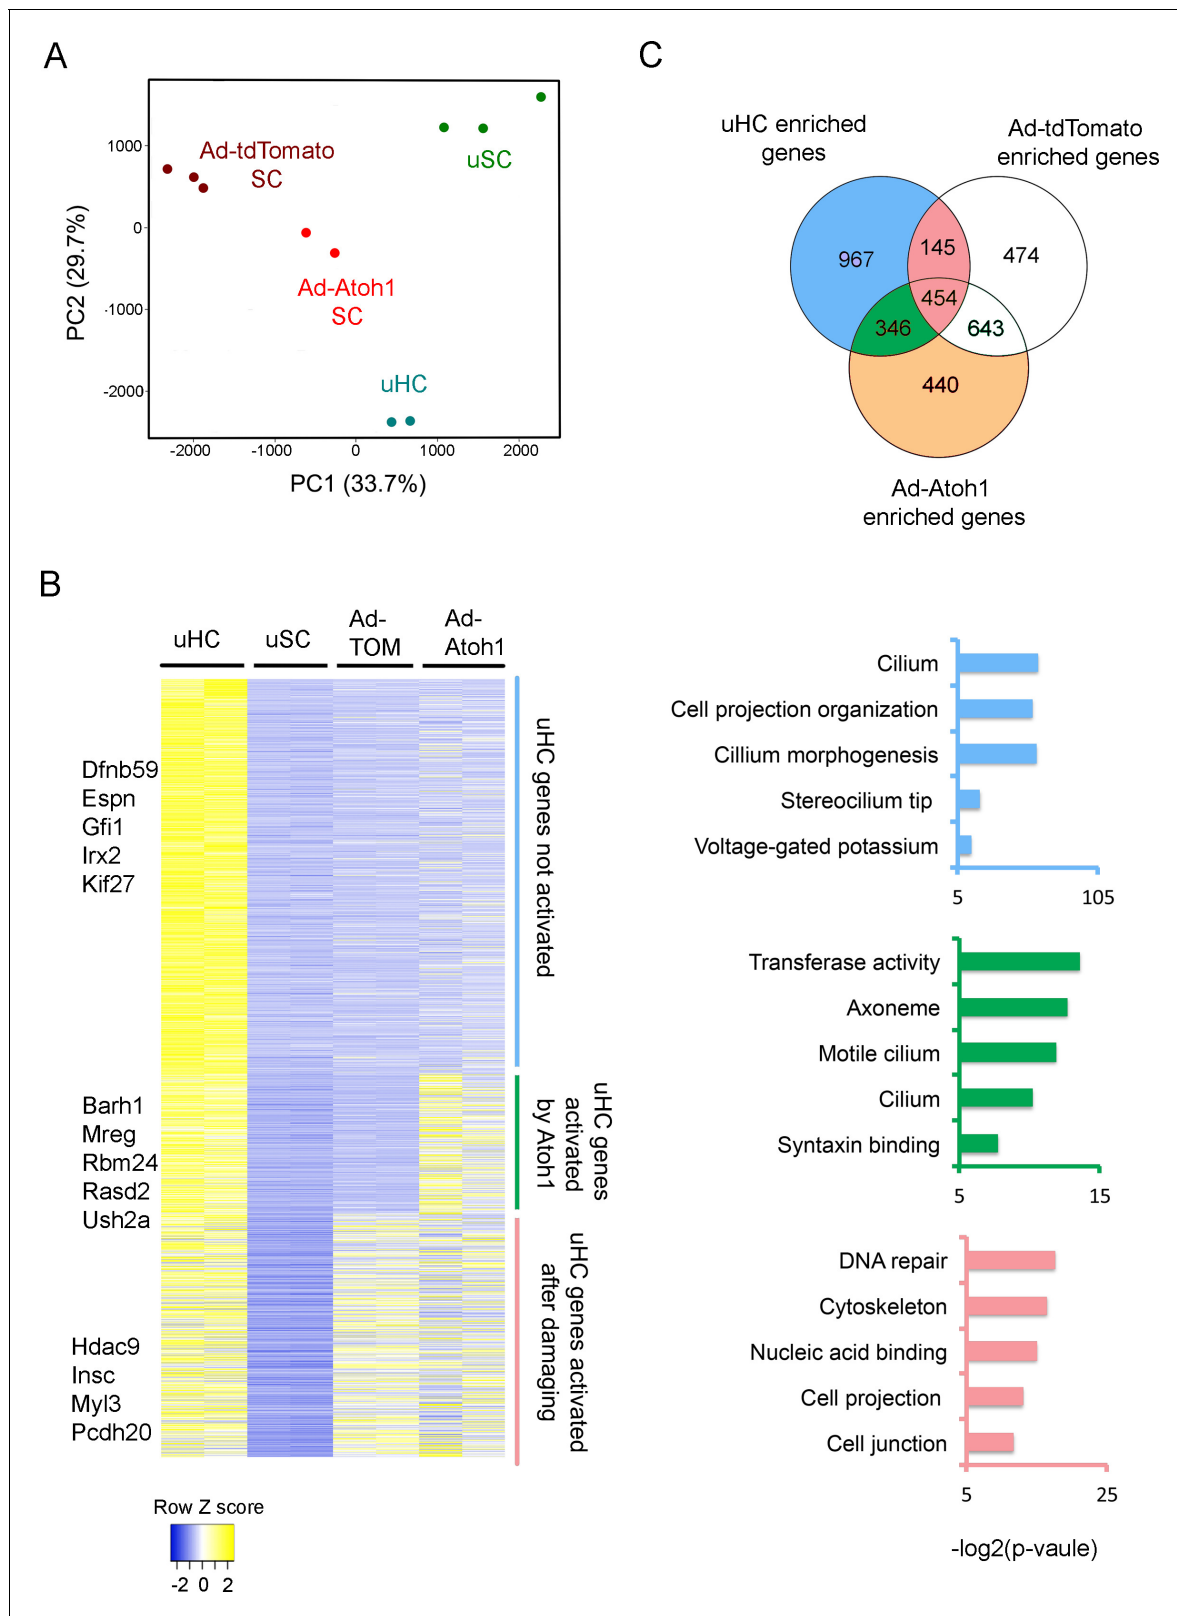 A
1000
0
-1000
-2000
PC2 (29.7%)
Ad-tdTomato
SC
uSC
Ad-Atoh1
SC
uHC
-2000
-1000
0
1000
2000
PC1 (33.7%)
C
uHC enriched
genes
Ad-tdTomato
enriched genes
967
145
474
454
346
643
440
Ad-Atoh1
enriched genes
B
uHC
uSC
Ad-
TOM
Ad-
Atoh1
Dfnb59
Espn
Gfi1
Irx2
Kif27
Barh1
Mreg
Rbm24
Rasd2
Ush2a
Hdac9
Insc
Myl3
Pcdh20
uHC genes not activated
uHC genes
activated
by Atoh1
uHC genes activated
after damaging
Row Z score
-2 0 2
Cilium
Cell projection organization
Cillium morphogenesis
Stereocilium tip
Voltage-gated potassium
5 105
Transferase activity
Axoneme
Motile cilium
Cilium
Syntaxin binding
5 15
DNA repair
Cytoskeleton
Nucleic acid binding
Cell projection
Cell junction
5 25
-log2(p-vaule)